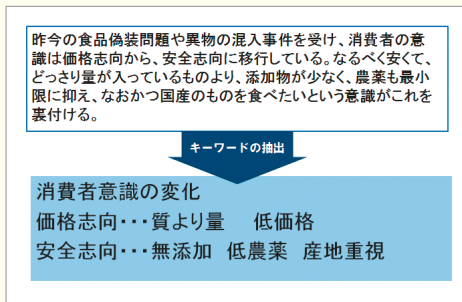 昨今の食品偽装問題や異物の混入事件を受け、消費者の意
識は価格志向から、安全志向に移行している。なるべく安くて、
どっさり量が入っているものより、添加物が少なく、農薬も最小
限に抑え、なおかつ国産のものを食べたいという意識がこれを
裏付ける。
キーワードの抽出
消費者意識の変化
価格志向・・・質より量　低価格
安全志向・・・無添加　低農薬　産地重視